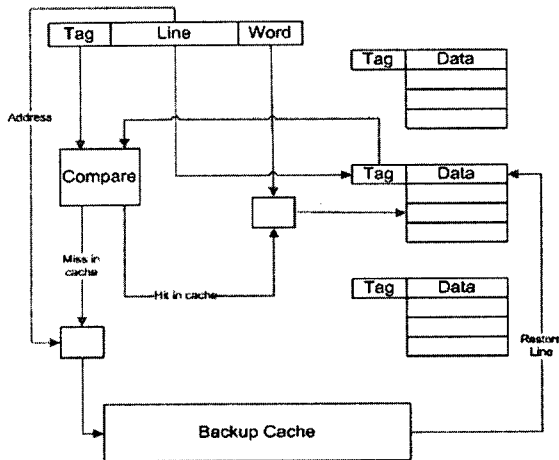 Tag Line Word
Tag Data
Address
Tag Data
Compare
Miss in
cache
Hit in cache
Tag Data
Restore
Line
Backup Cache